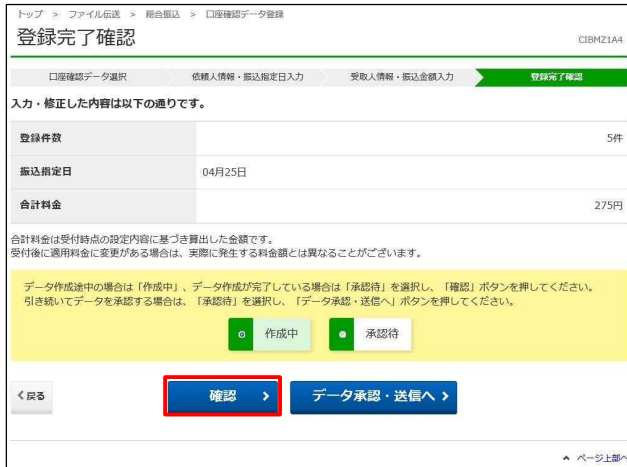 トップ > ファイル伝送 > 総合振込 > 口座確認データ登録
登録完了確認
CIBMZ1A4
口座確認データ選択
依頼人情報・振込指定日入力
受取人情報・振込金額入力
登録完了確認
入力・修正した内容は以下の通りです。
登録件数 5件
振込指定日 04月25日
合計料金 275円
合計料金は受付時点の設定内容に基づき算出した金額です。
受付後に適用料金に変更がある場合は、実際に発生する料金額とは異なることがございます。
データ作成途中の場合は「作成中」、データ作成が完了している場合は「承認待」を選択し、「確認」ボタンを押してください。
引き続いてデータを承認する場合は、「承認待」を選択し、「データ承認・送信へ」ボタンを押してください。
作成中
承認待
戻る
確認
データ承認・送信へ
ページ上部へ